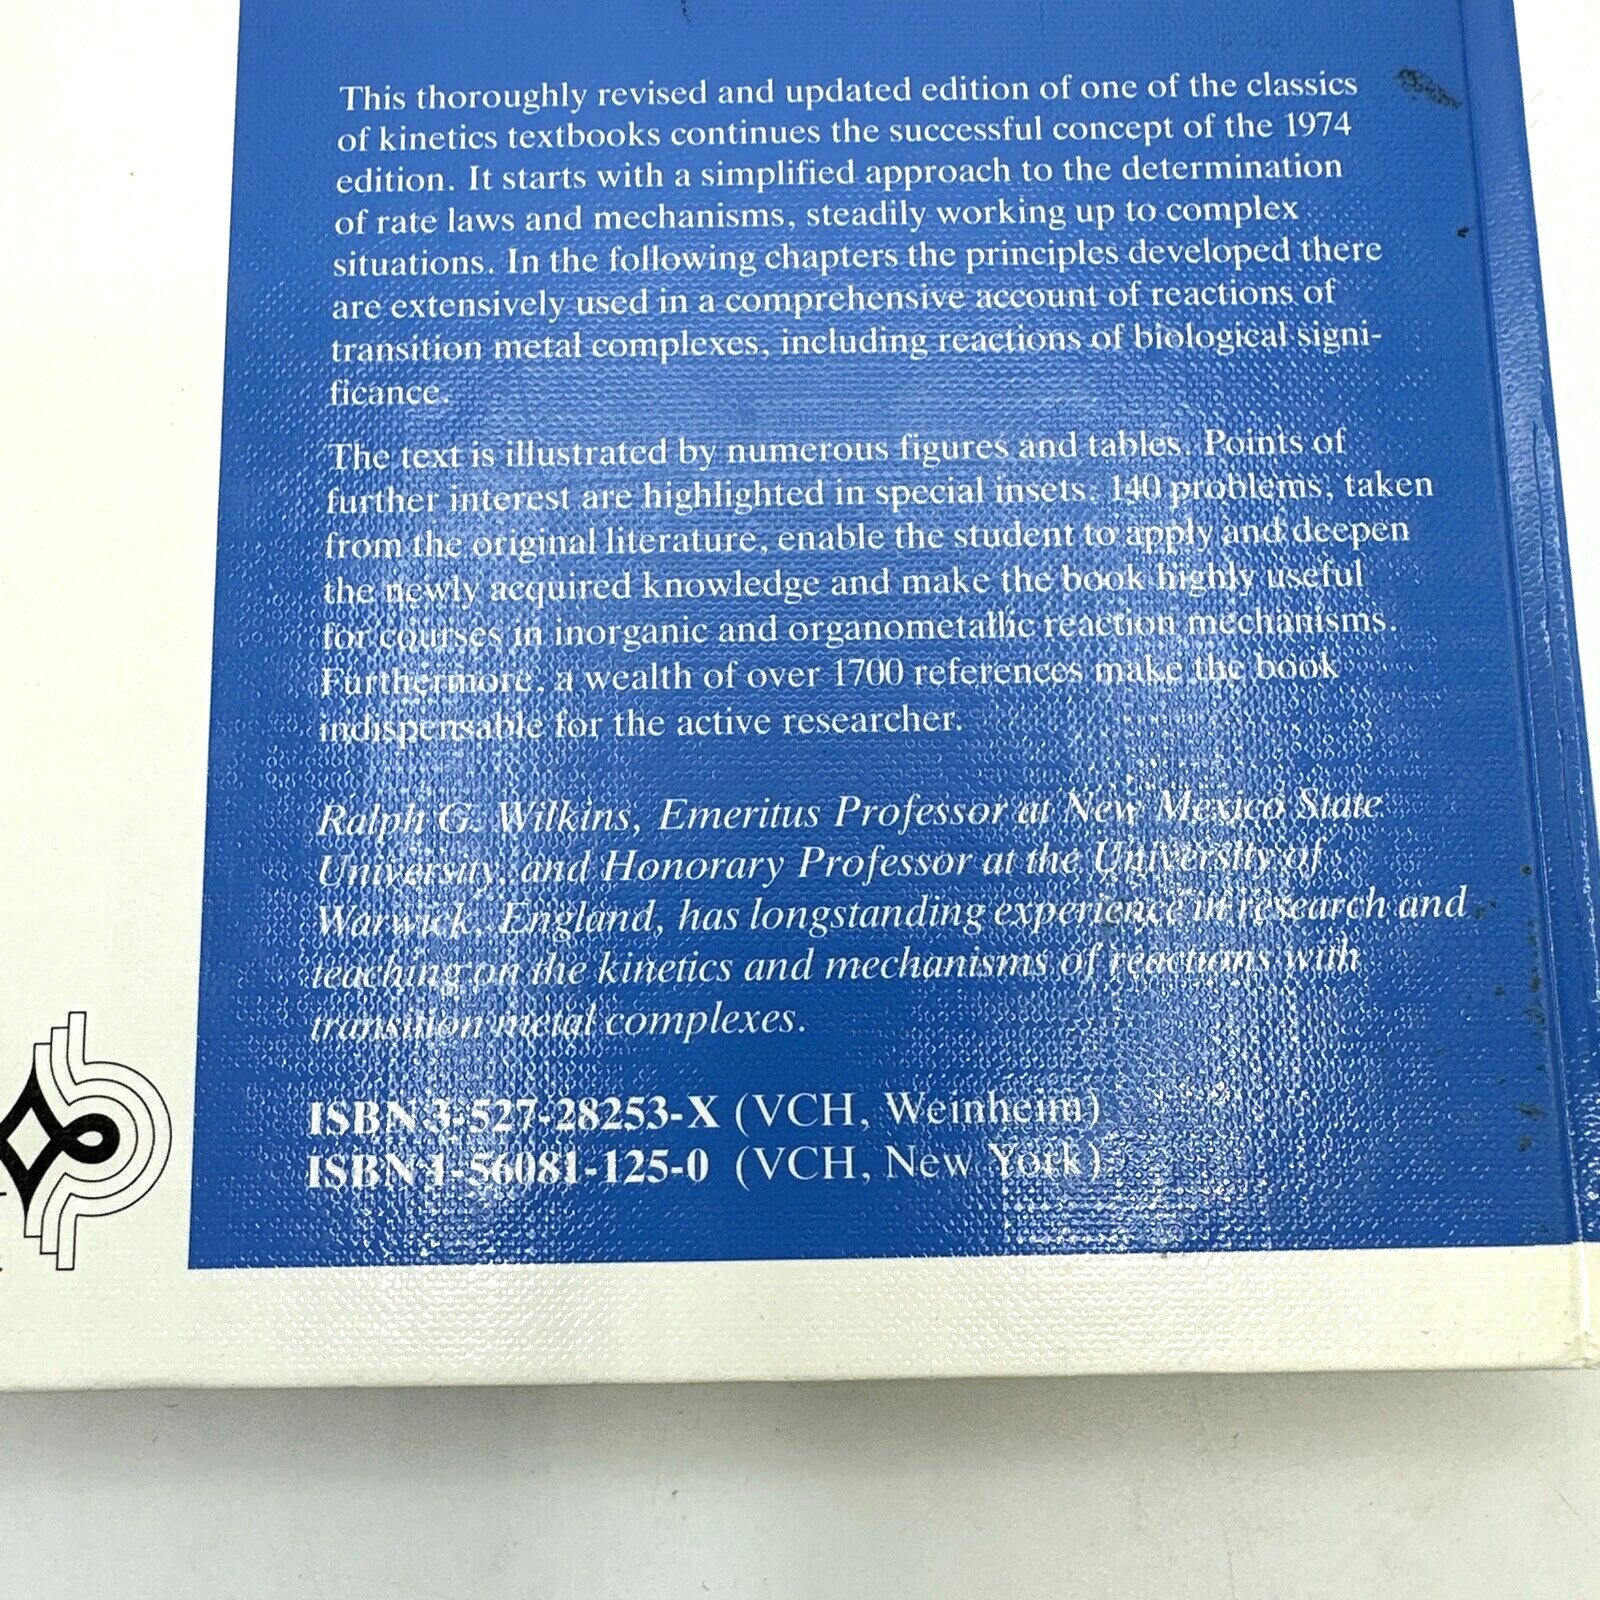 This thoroughly revised and updated edition of one of the classics
of kinetics textbooks continues the successful concept of the 1974
edition. It starts with a simplified approach to the determination
of rate laws and mechanisms, steadily working up to complex
situations. In the following chapters the principles developed there
are extensively used in a comprehensive account of reactions of
transition metal complexes, including reactions of biological signi-
ficance.
The text is illustrated by numerous figures and tables. Points of
further interest are highlighted in special insets. 140 problems, taken
from the original literature, enable the student to apply and deepen
the newly acquired knowledge and make the book highly useful
for courses in inorganic and organometallic reaction mechanisms.
Furthermore, a wealth of over 1700 references make the book
indispensable for the active researcher.
Ralph G. Wilkins, Emeritus Professor at New Mexico State
University, and Honorary Professor at the University of
Warwick, England, has longstanding experience in research and
teaching on the kinetics and mechanisms of reactions with
transition metal complexes.
ISBN 3-527-28253-X (VCH, Weinheim)
ISBN 1-56081-125-0 (VCH, New York)